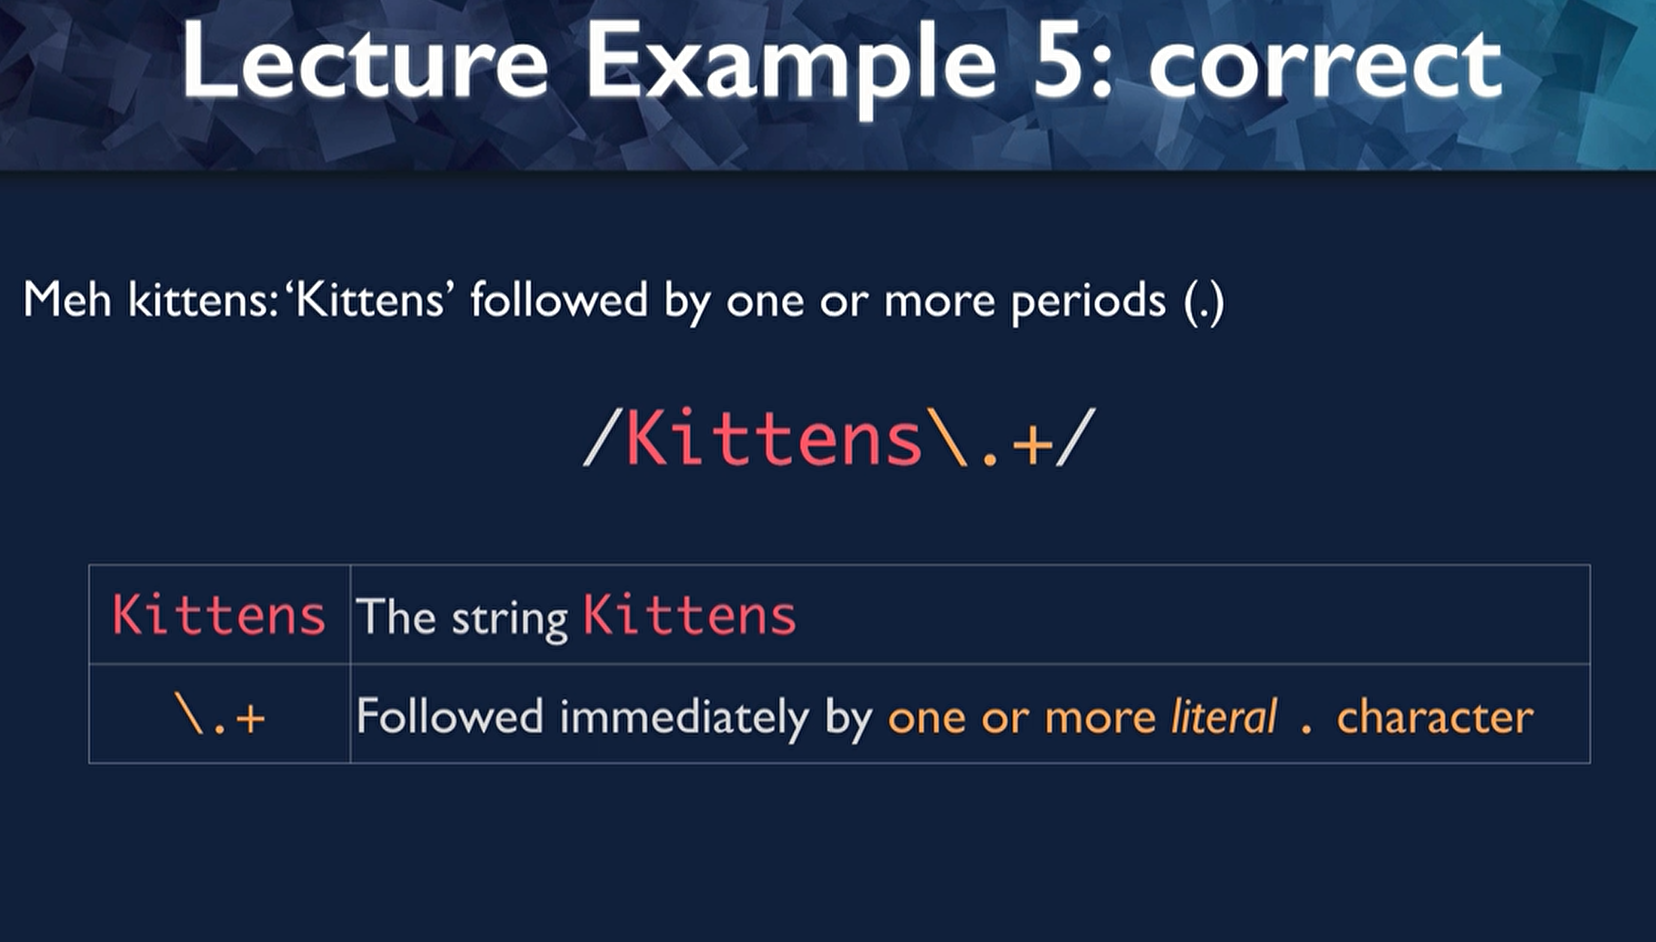 Lecture Example 5: correct
Meh kittens: ‘Kittens’ followed by one or more periods (.)
/Kittens\.+/
Kittens The string Kittens
\.+ Followed immediately by one or more literal . character